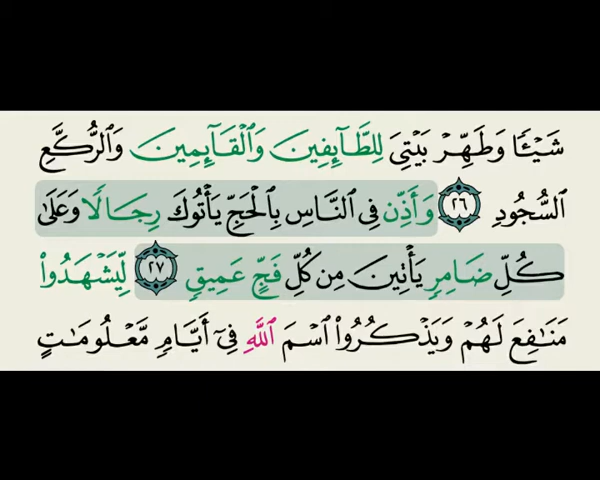 شَيْـًٔا وَطَهِّرْ بَيْتِىَ لِلطَّآئِفِينَ وَٱلْقَآئِمِينَ وَٱلرُّكَّعِ
ٱلسُّجُودِ ٢٦ وَأَذِّن فِى ٱلنَّاسِ بِٱلْحَجِّ يَأْتُوكَ رِجَالًا وَعَلَىٰ
كُلِّ ضَامِرٍ يَأْتِينَ مِن كُلِّ فَجٍّ عَمِيقٍ ٢٧ لِّيَشْهَدُوا۟
مَنَـٰفِعَ لَهُمْ وَيَذْكُرُوا۟ ٱسْمَ ٱللَّهِ فِىٓ أَيَّامٍ مَّعْلُومَـٰتٍ